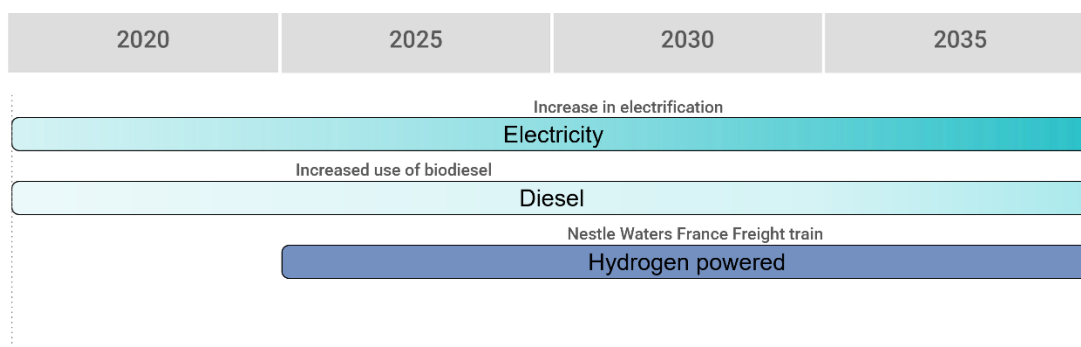 2020 2025 2030 2035
Increase in electrification
Electricity
Increased use of biodiesel
Diesel
Nestle Waters France Freight train
Hydrogen powered